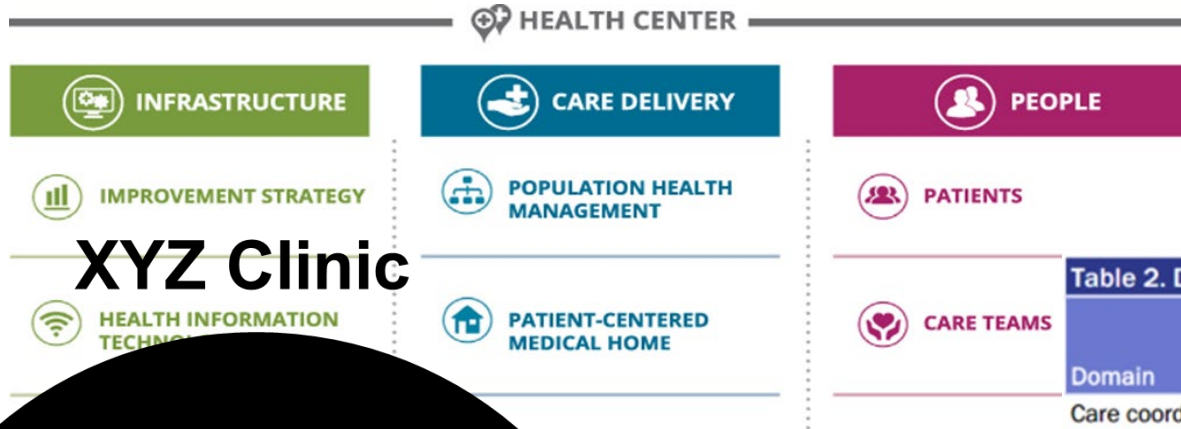 HEALTH CENTER
INFRASTRUCTURE
CARE DELIVERY
PEOPLE
IMPROVEMENT STRATEGY
POPULATION HEALTH
MANAGEMENT
PATIENTS
XYZ Clinic
HEALTH INFORMATION
PATIENT-CENTERED
MEDICAL HOME
CARE TEAMS
Table 2.
Domain
Care